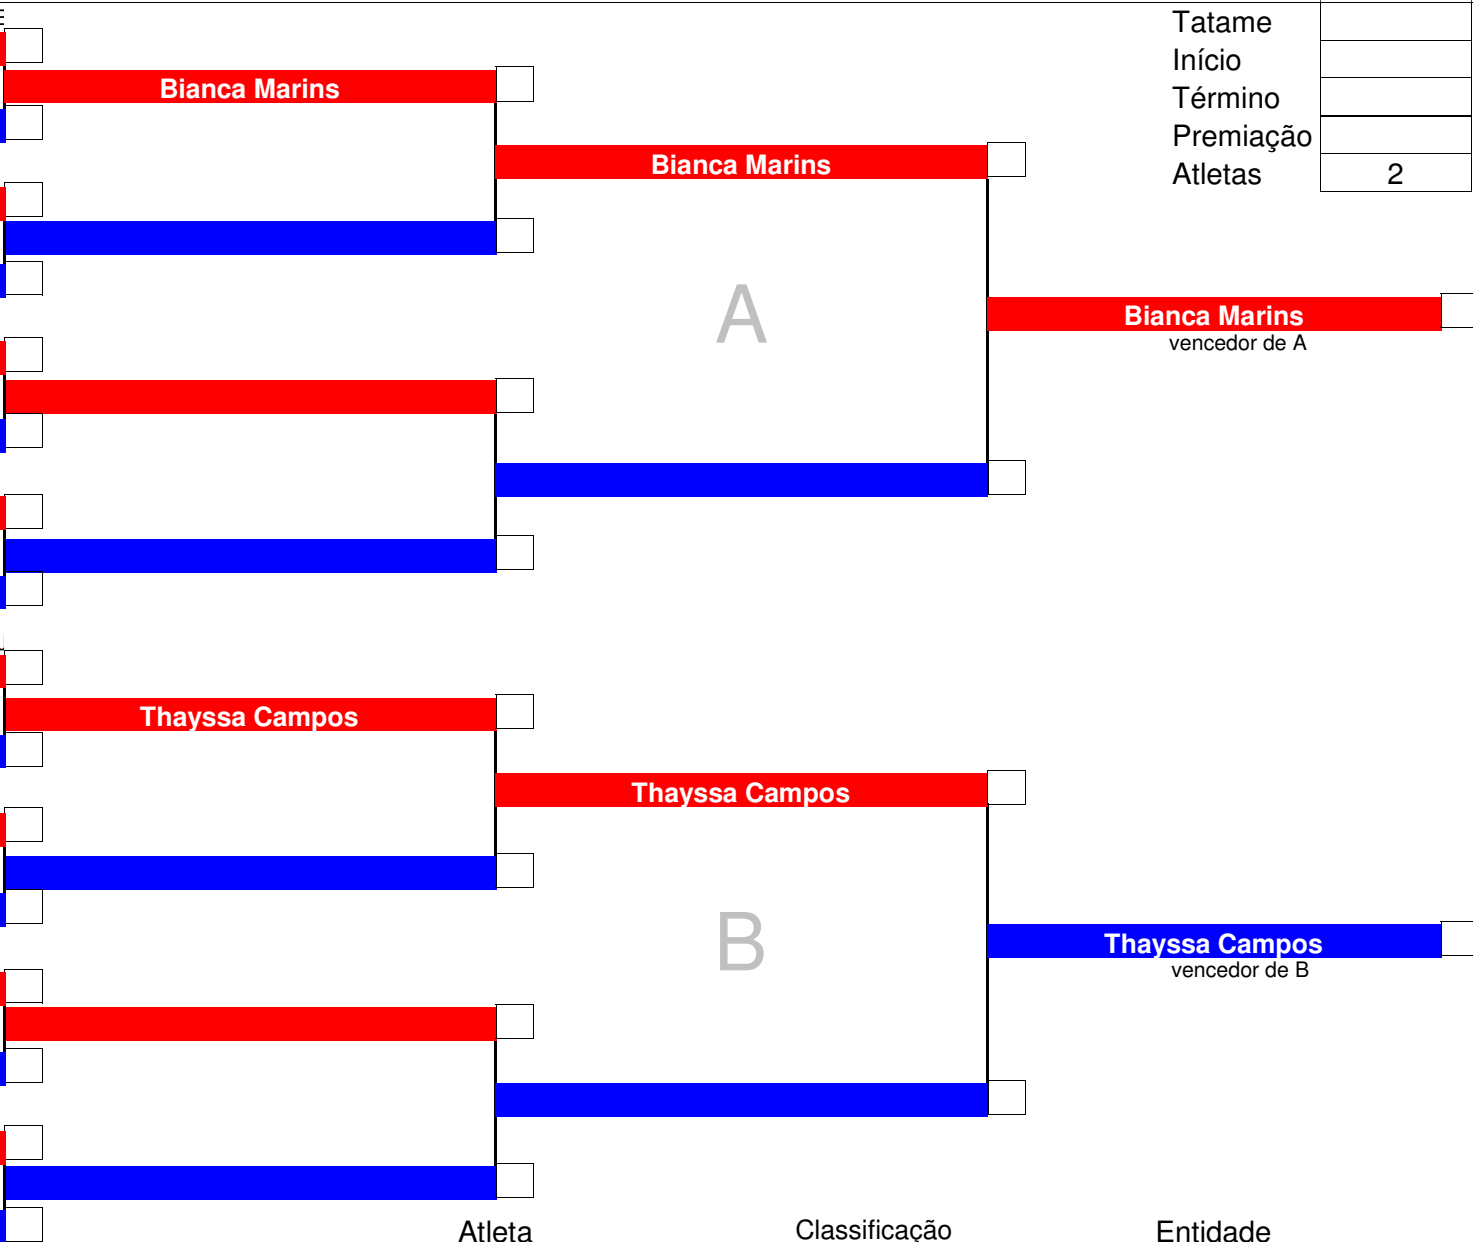 Tatame
Início
Bianca Marins
Término
Premiação
Bianca Marins
Atletas 2
A
Bianca Marins
vencedor de A
Thayssa Campos
Thayssa Campos
B
Thayssa Campos
vencedor de B
Atleta Classificação Entidade